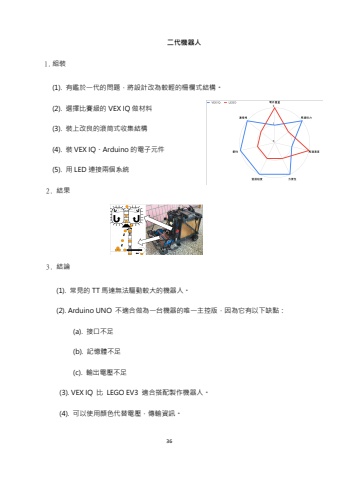 二代機器人
1. 組裝
(1). 有鑑於一代的問題，將設計改為較輕的柵欄式結構。
(2). 選擇比賽級的 VEX IQ 做材料
(3). 裝上改良的滾筒式收集結構
(4). 裝 VEX IQ、Arduino 的電子元件
(5). 用 LED 連接兩個系統
VEX IQ
LEGO
2. 結果
3. 結論
(1). 常見的 TT 馬達無法驅動較大的機器人。
(2). Arduino UNO 不適合做為一台機器的唯一主控版，因為它有以下缺點：
(a). 接口不足
(b). 記憶體不足
(c). 輸出電壓不足
(3). VEX IQ 比 LEGO EV3 適合搭配製作機器人。
(4). 可以使用顏色代替電壓，傳輸資訊。
36